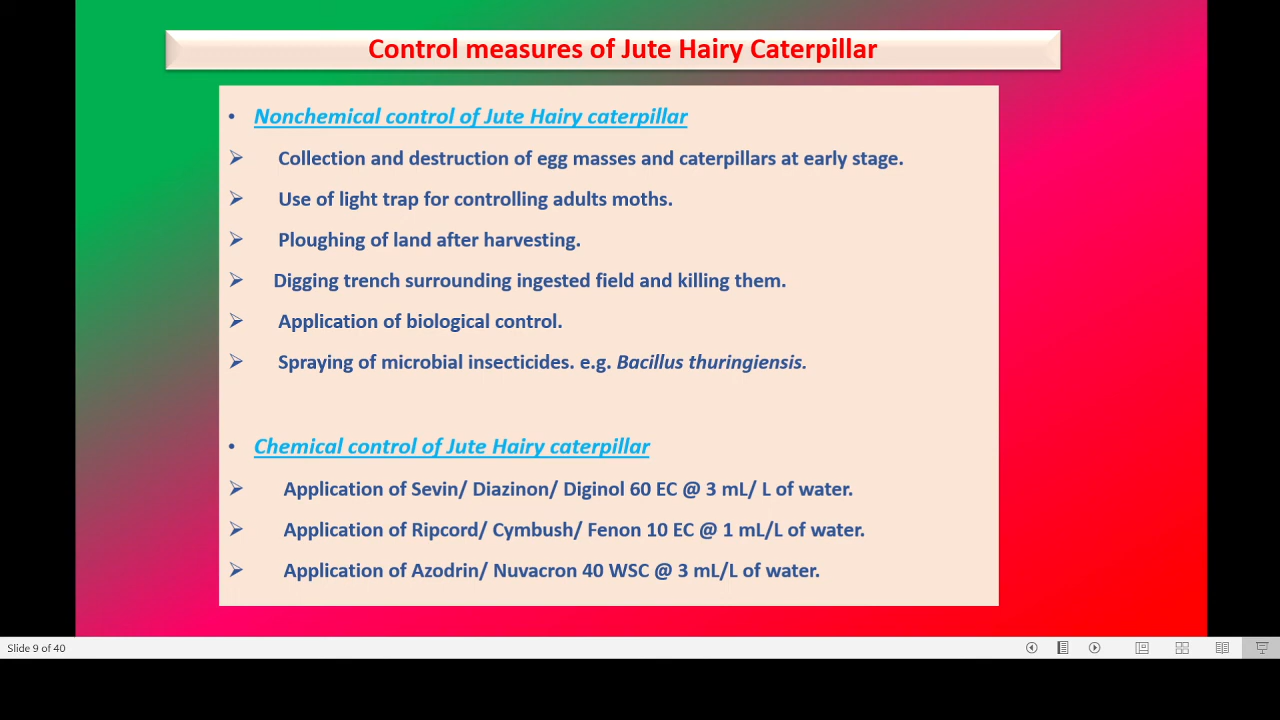 Control measures of Jute Hairy Caterpillar
• Nonchemical control of Jute Hairy caterpillar
➢ Collection and destruction of egg masses and caterpillars at early stage.
➢ Use of light trap for controlling adults moths.
➢ Ploughing of land after harvesting.
➢ Digging trench surrounding ingested field and killing them.
➢ Application of biological control.
➢ Spraying of microbial insecticides. e.g. Bacillus thuringiensis.
• Chemical control of Jute Hairy caterpillar
➢ Application of Sevin/ Diazinon/ Diginol 60 EC @ 3 mL/ L of water.
➢ Application of Ripcord/ Cymbush/ Fenon 10 EC @ 1 mL/L of water.
➢ Application of Azodrin/ Nuvacron 40 WSC @ 3 mL/L of water.
Slide 9 of 40